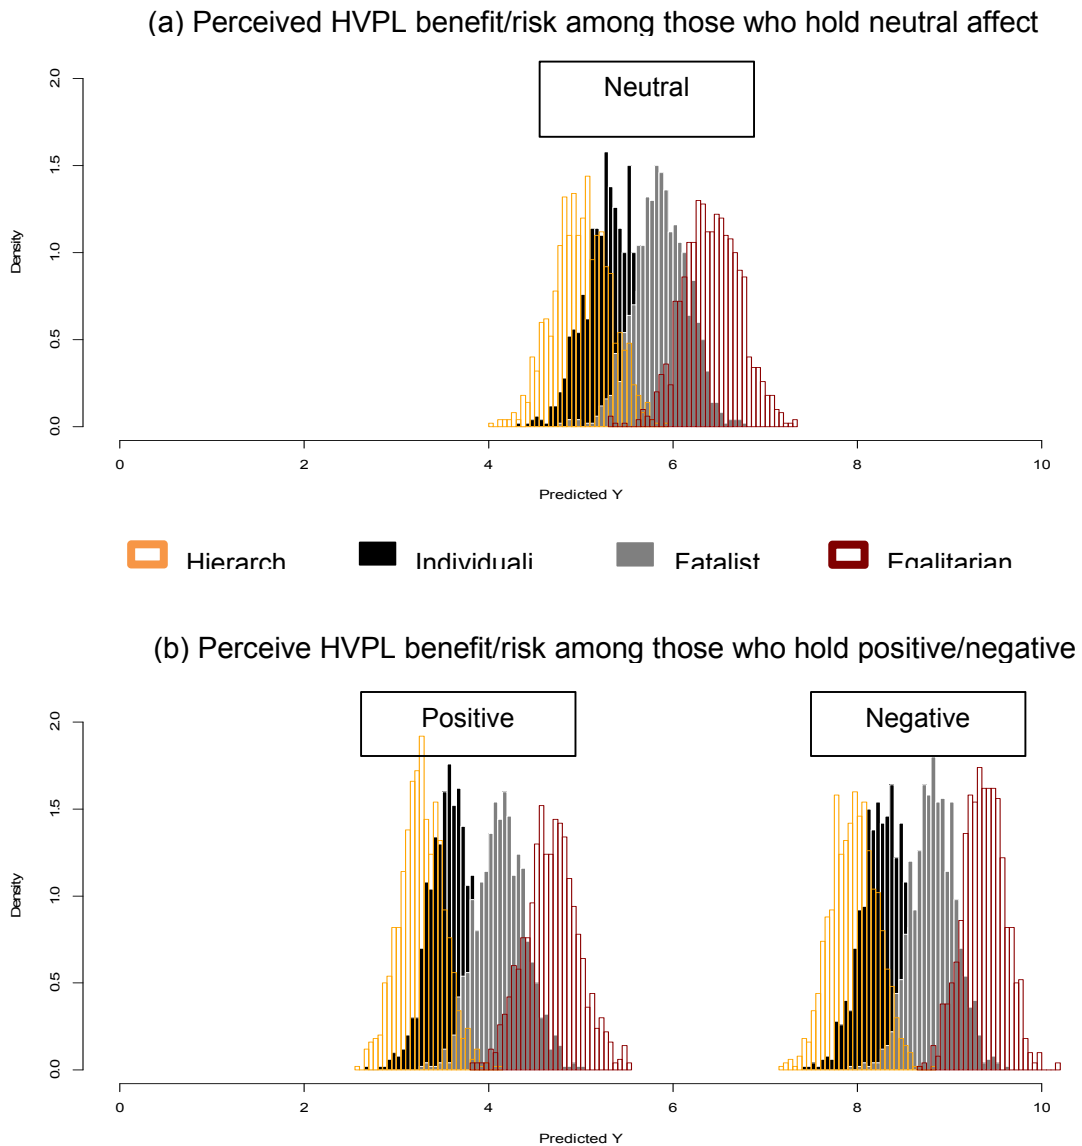 (a) Perceived HVPL benefit/risk among those who hold neutral affect
Neutral
2.0
1.5
1.0
0.5
0.0
Density
0 2 4 6 8 10
Predicted Y
Hierarch Individuali Fatalist Egalitarian
(b) Perceive HVPL benefit/risk among those who hold positive/negative
Positive Negative
2.0
1.5
1.0
0.5
0.0
Density
0 2 4 6 8 10
Predicted Y